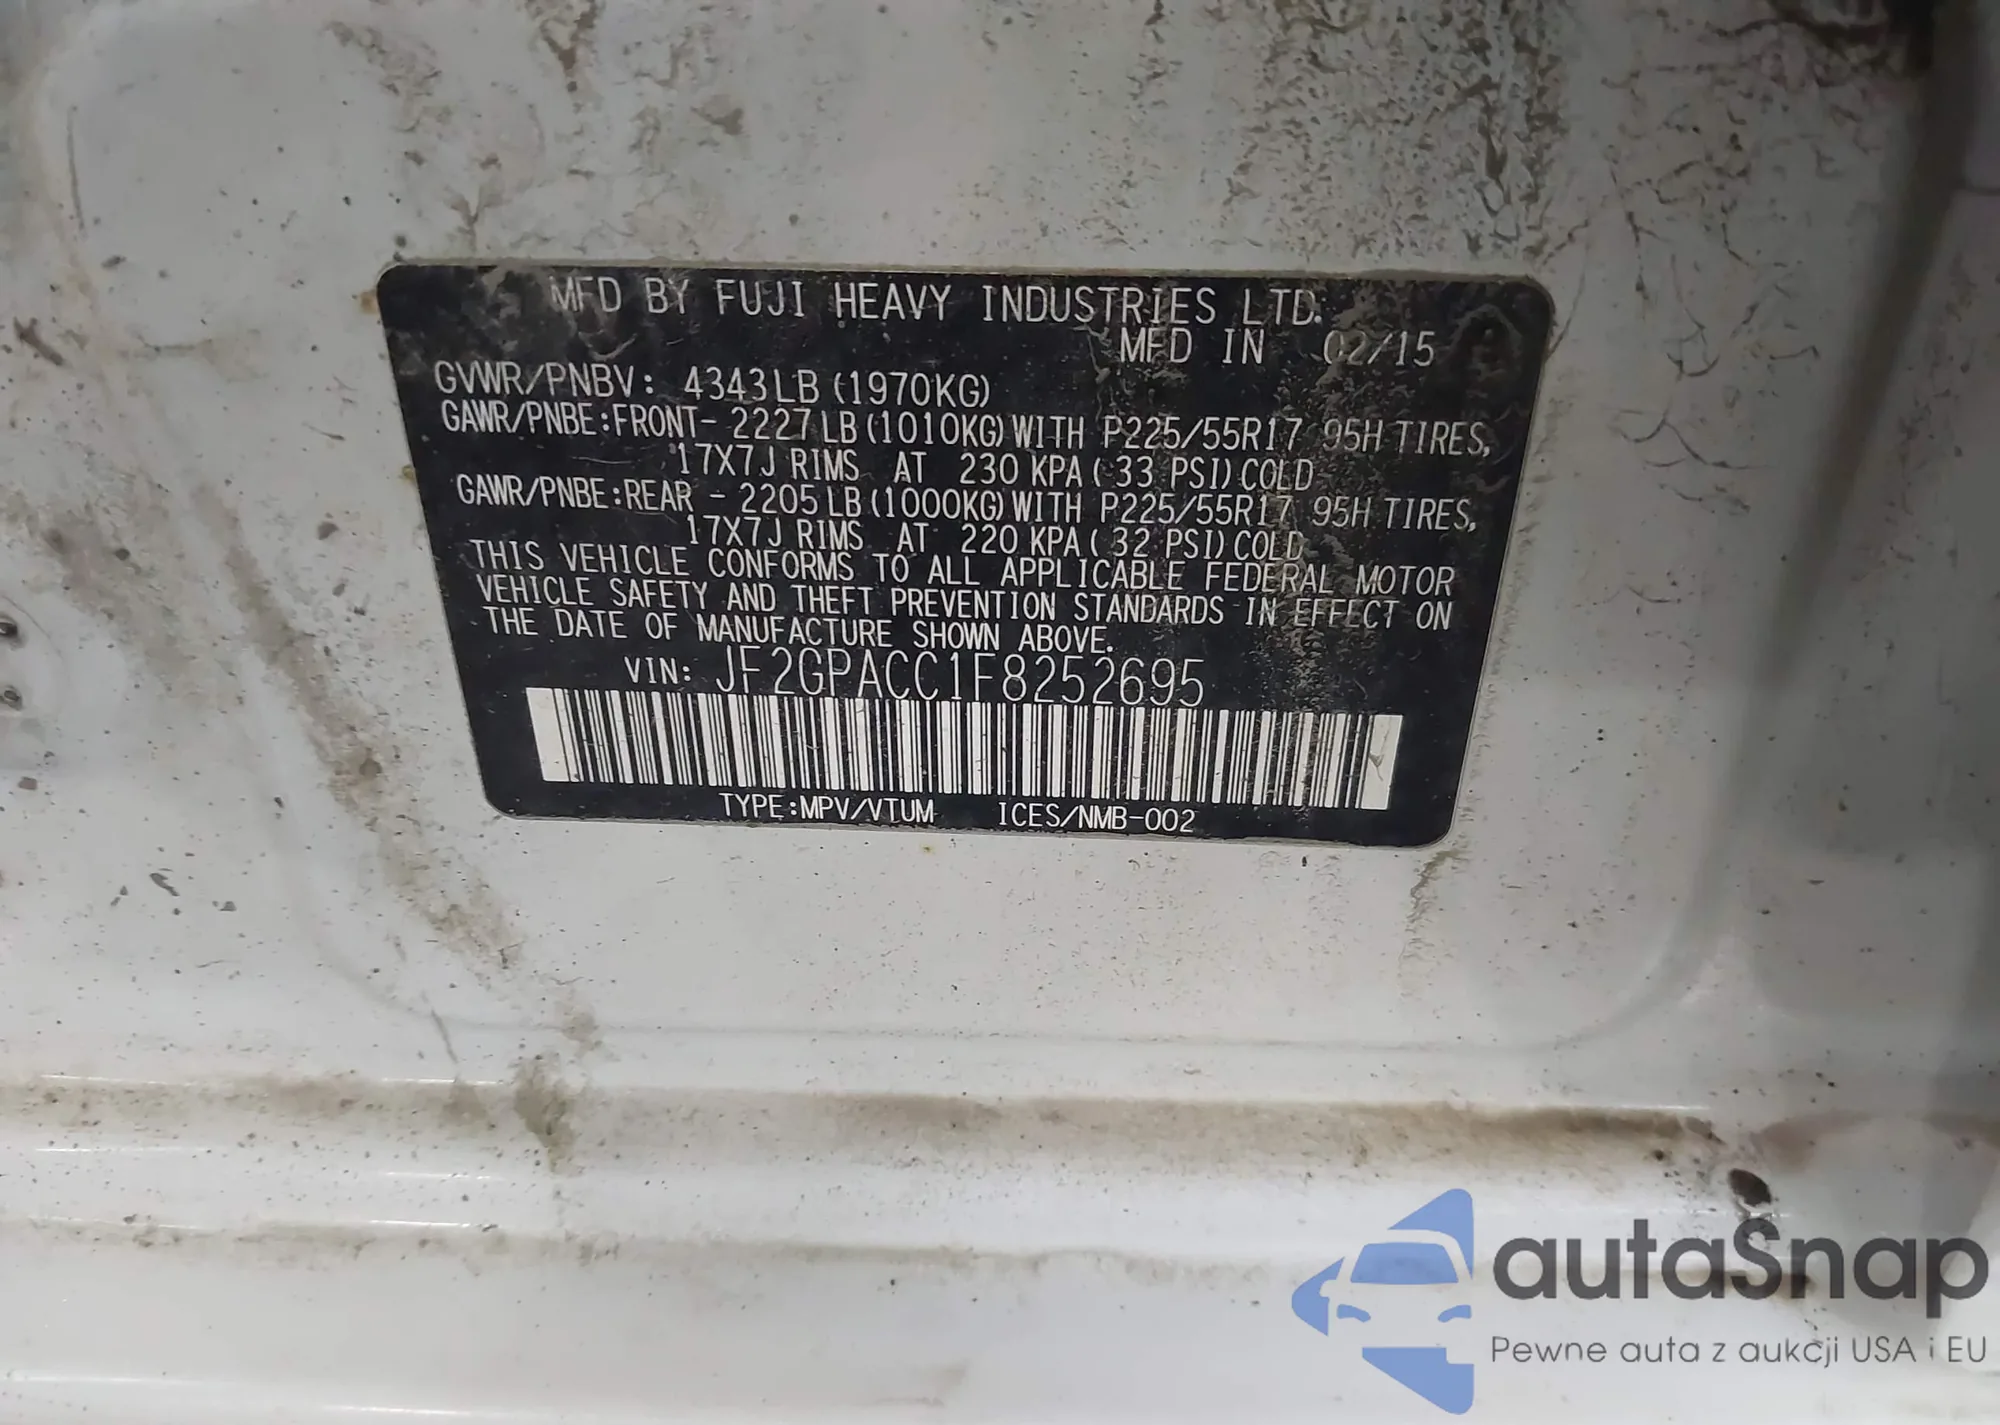 MFD BY FUJI HEAVY INDUSTRIES LTD.
MFD IN 02/15
GVWR/PNBV: 4343LB (1970KG)
GAWR/PNBE:FRONT- 2227LB(1010KG)WITH P225/55R17 95H TIRES,
17X7J RIMS AT 230 KPA( 33 PSI)COLD
GAWR/PNBE:REAR - 2205LB(1000KG)WITH P225/55R17 95H TIRES,
17X7J RIMS AT 220 KPA( 32 PSI)COLD
THIS VEHICLE CONFORMS TO ALL APPLICABLE FEDERAL MOTOR
VEHICLE SAFETY AND THEFT PREVENTION STANDARDS IN EFFECT ON
THE DATE OF MANUFACTURE SHOWN ABOVE.
VIN: JF2GPACC1F8252695
TYPE:MPV/VTUM ICES/NMB-002
autaSnap
Pewne auta z aukcji USA i EU